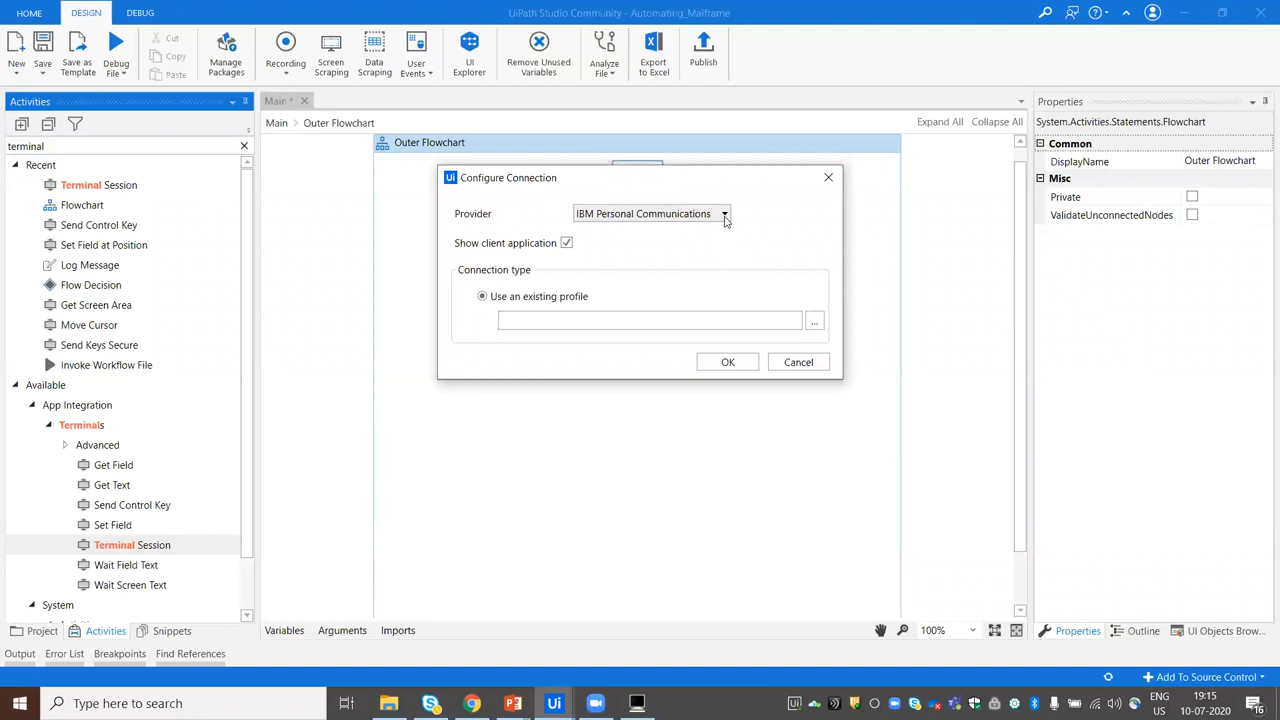 HOME
DESIGN
DEBUG
UiPath Studio Community - Automating_Maiframe
New
Save
Save as Template
Debug File
Cut
Copy
Paste
Manage Packages
Recording
Screen Scraping
Data Scraping
User Events
UI Explorer
Remove Unused Variables
Analyze File
Export to Excel
Publish
Activities
terminal
Recent
Terminal Session
Flowchart
Send Control Key
Set Field at Position
Log Message
Flow Decision
Get Screen Area
Move Cursor
Send Keys Secure
Invoke Workflow File
Available
App Integration
Terminals
Advanced
Get Field
Get Text
Send Control Key
Set Field
Terminal Session
Wait Field Text
Wait Screen Text
System
Project
Activities
Snippets
Main *
Main
Outer Flowchart
Expand All
Collapse All
Outer Flowchart
Ui Configure Connection
Provider
IBM Personal Communications
Show client application
Connection type
Use an existing profile
...
OK
Cancel
Variables
Arguments
Imports
100%
Properties
System.Activities.Statements.Flowchart
Common
DisplayName
Outer Flowchart
Misc
Private
ValidateUnconnectedNodes
Properties
Outline
UI Objects Brow...
Output
Error List
Breakpoints
Find References
Add To Source Control
Type here to search
Ui
ENG
IN
19:15
10-07-2020
16